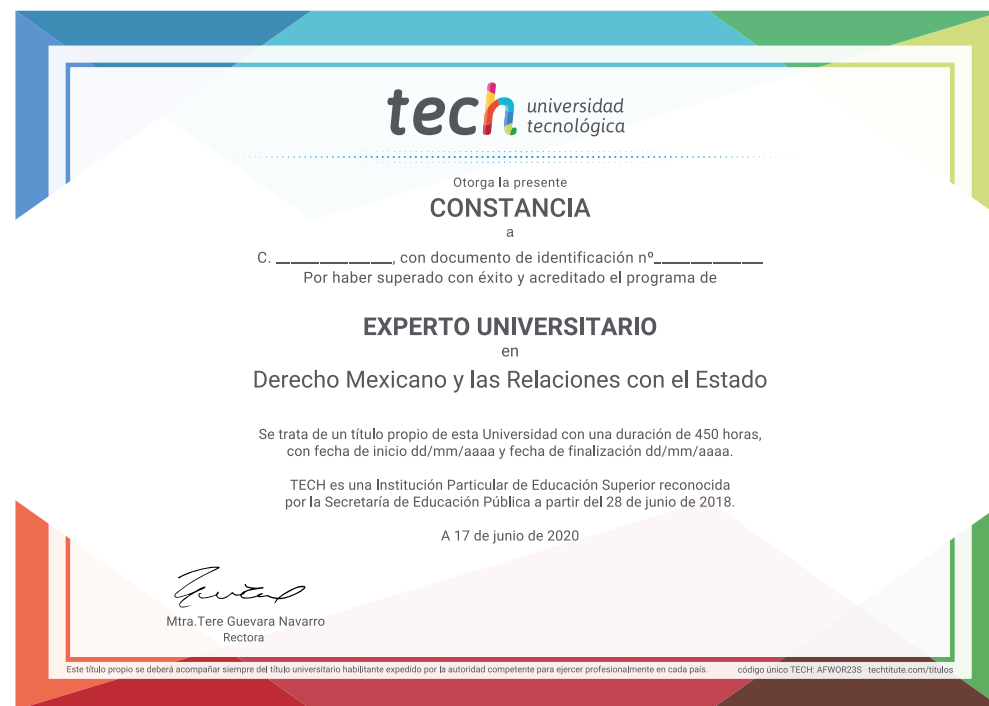 tech universidad
tecnológica
Otorga la presente
CONSTANCIA
a
C. ______________, con documento de identificación nº_____________
Por haber superado con éxito y acreditado el programa de
EXPERTO UNIVERSITARIO
en
Derecho Mexicano y las Relaciones con el Estado
Se trata de un título propio de esta Universidad con una duración de 450 horas,
con fecha de inicio dd/mm/aaaa y fecha de finalización dd/mm/aaaa.
TECH es una Institución Particular de Educación Superior reconocida
por la Secretaría de Educación Pública a partir del 28 de junio de 2018.
A 17 de junio de 2020
Mtra.Tere Guevara Navarro
Rectora
Este título propio se deberá acompañar siempre del título universitario habilitante expedido por la autoridad competente para ejercer profesionalmente en cada país. código único TECH: AFWOR23S techtitute.com/titulos